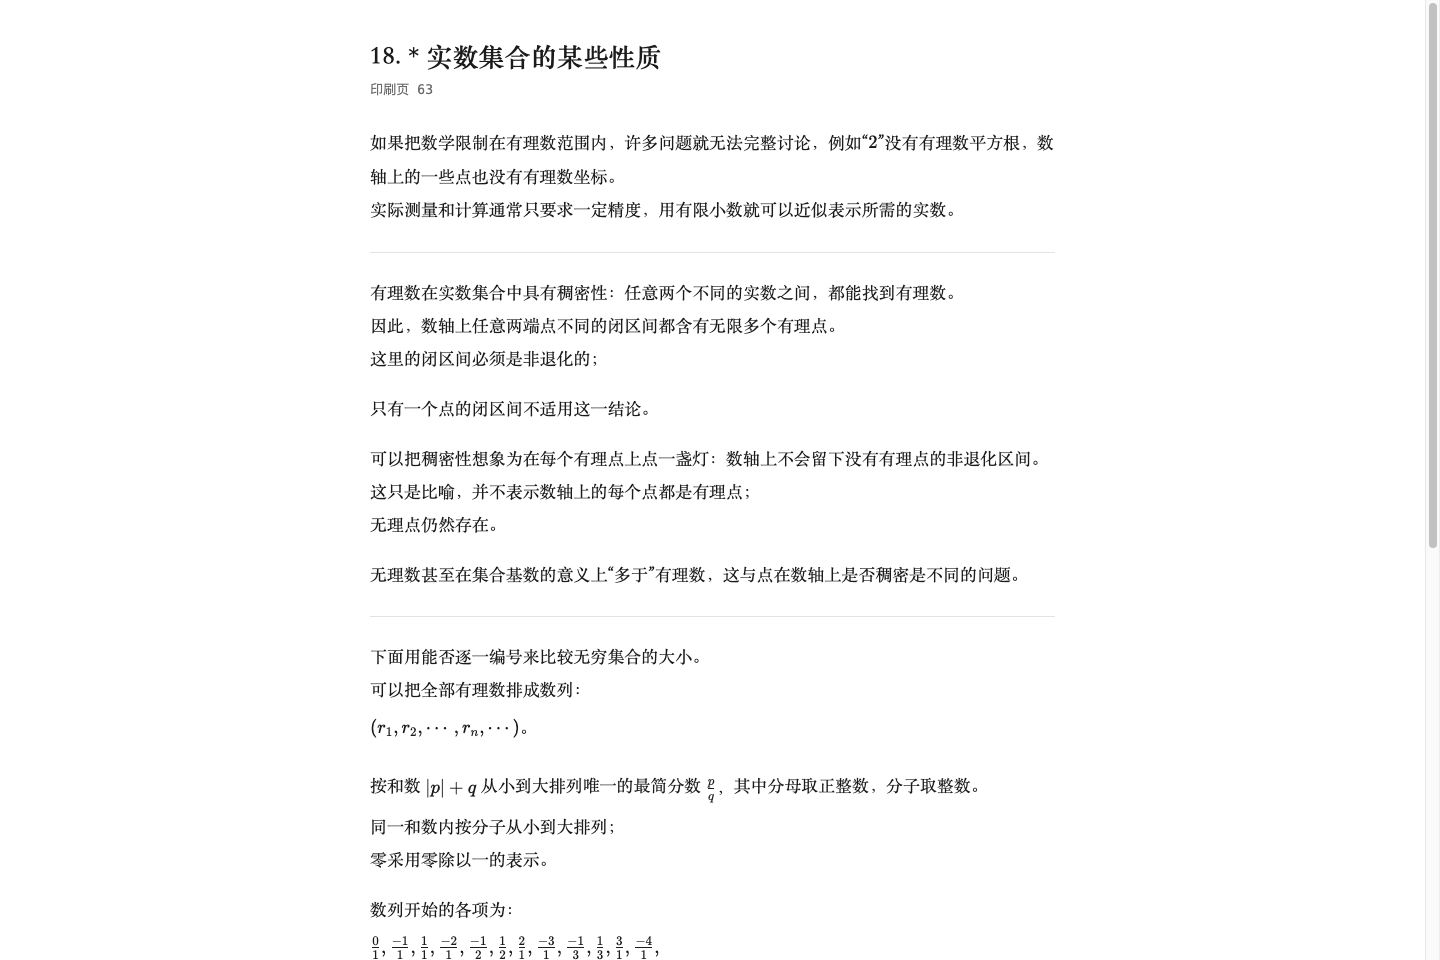 18. * 实数集合的某些性质
印刷页 63
如果把数学限制在有理数范围内，许多问题就无法完整讨论，例如“2”没有有理数平方根，数
轴上的一些点也没有有理数坐标。
实际测量和计算通常只要求一定精度，用有限小数就可以近似表示所需的实数。
有理数在实数集合中具有稠密性：任意两个不同的实数之间，都能找到有理数。
因此，数轴上任意两端点不同的闭区间都含有无限多个有理点。
这里的闭区间必须是非退化的；
只有一个点的闭区间不适用这一结论。
可以把稠密性想象为在每个有理点上点一盏灯：数轴上不会留下没有有理点的非退化区间。
这只是比喻，并不表示数轴上的每个点都是有理点；
无理点仍然存在。
无理数甚至在集合基数的意义上“多于”有理数，这与点在数轴上是否稠密是不同的问题。
下面用能否逐一编号来比较无穷集合的大小。
可以把全部有理数排成数列：
(r₁, r₂, ⋯ , rₙ, ⋯)。
按和数 |p| + q 从小到大排列唯一的最简分数 p/q，其中分母取正整数，分子取整数。
同一和数内按分子从小到大排列；
零采用零除以一的表示。
数列开始的各项为：
0/1, −1/1, 1/1, −2/1, −1/2, 1/2, 2/1, −3/1, −1/3, 1/3, 3/1, −4/1,